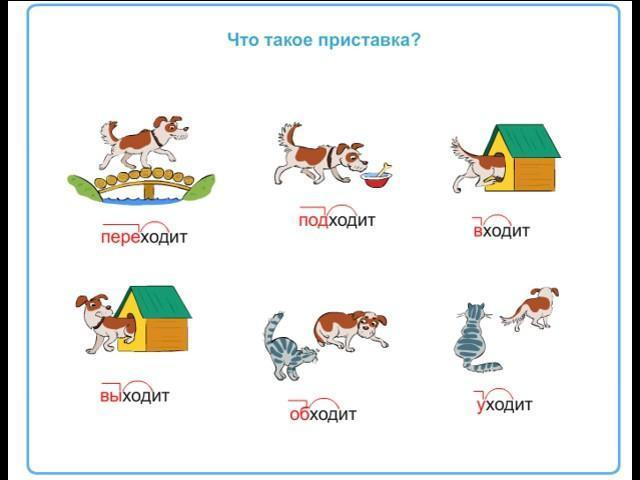 Что такое приставка?
переходит
подходит
входит
выходит
обходит
уходит